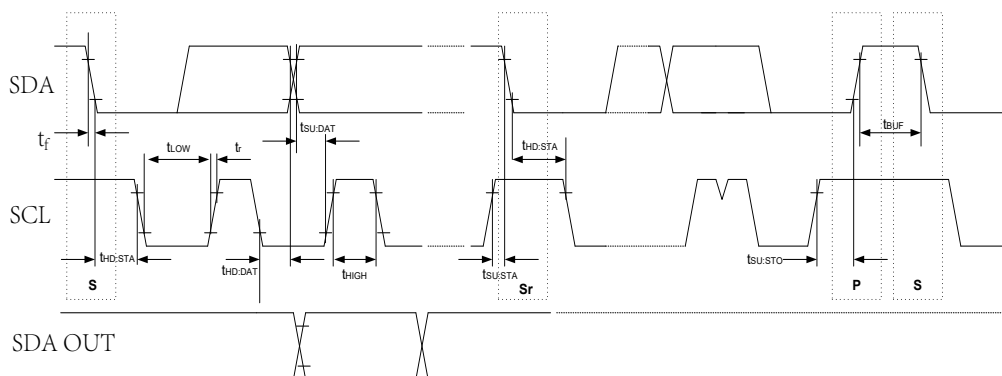 SDA
tf
tLOW
tr
tSU:DAT
tHD:STA
tBUF
SCL
tHD:STA
tHD:DAT
tHIGH
tSU:STA
tSU:STO
S
Sr
P
S
SDA OUT